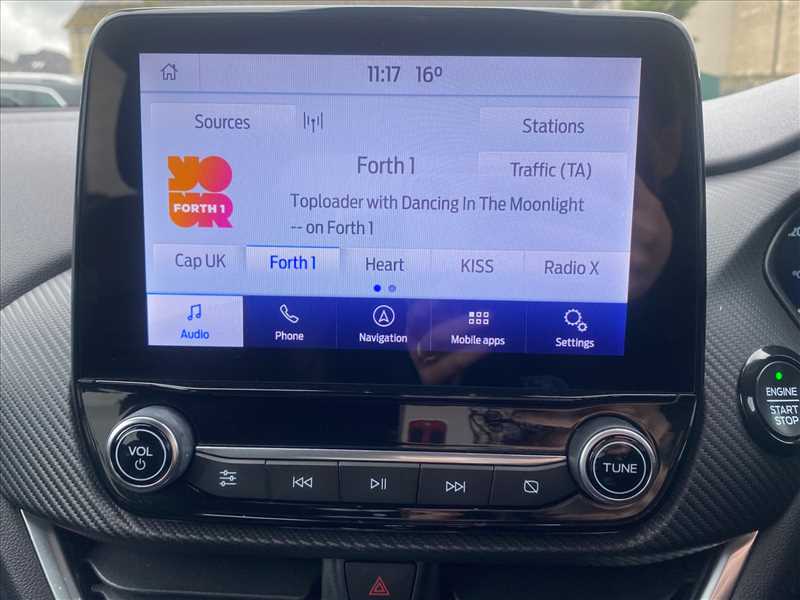 11:17 16º
Sources
Stations
YO
FORTH 1
UR
Forth 1
Traffic (TA)
Toploader with Dancing In The Moonlight
-- on Forth 1
Cap UK Forth 1 Heart KISS Radio X
Audio Phone Navigation Mobile apps Settings
VOL
TUNE
ENGINE
START
STOP